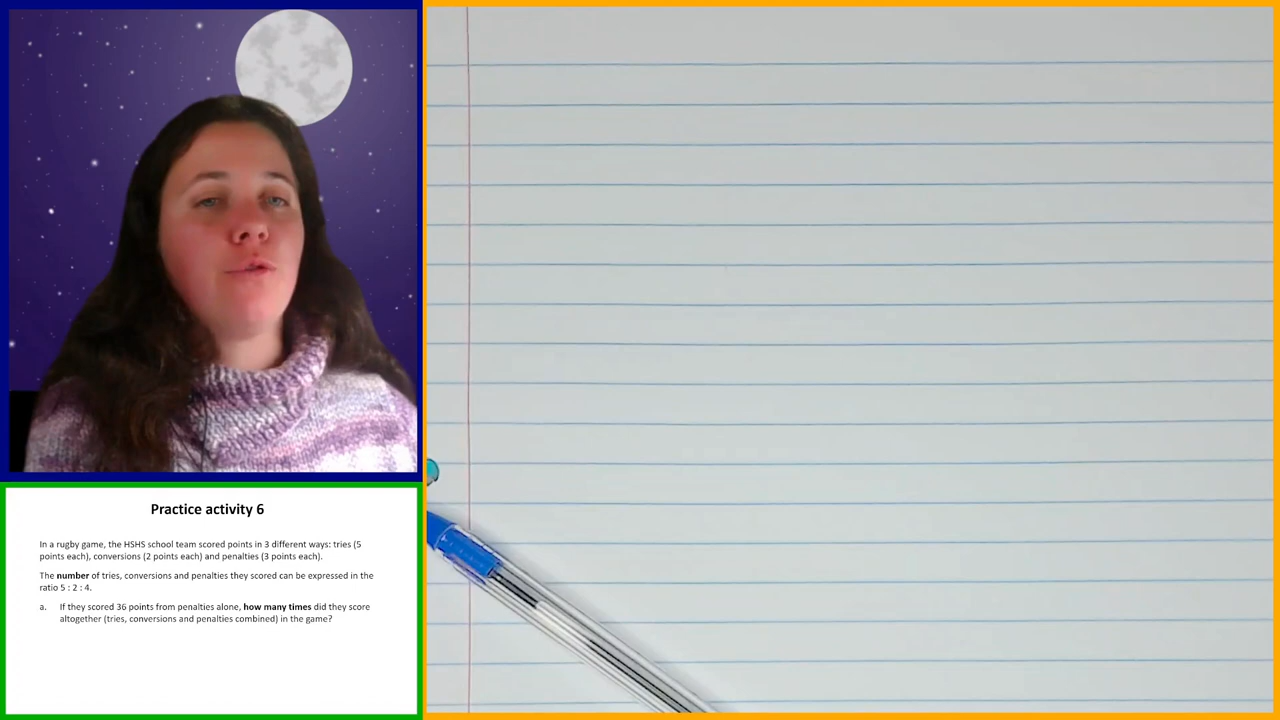 Practice activity 6
In a rugby game, the HSHS school team scored points in 3 different ways: tries (5
points each), conversions (2 points each) and penalties (3 points each).
The number of tries, conversions and penalties they scored can be expressed in the
ratio 5 : 2 : 4.
a. If they scored 36 points from penalties alone, how many times did they score
altogether (tries, conversions and penalties combined) in the game?